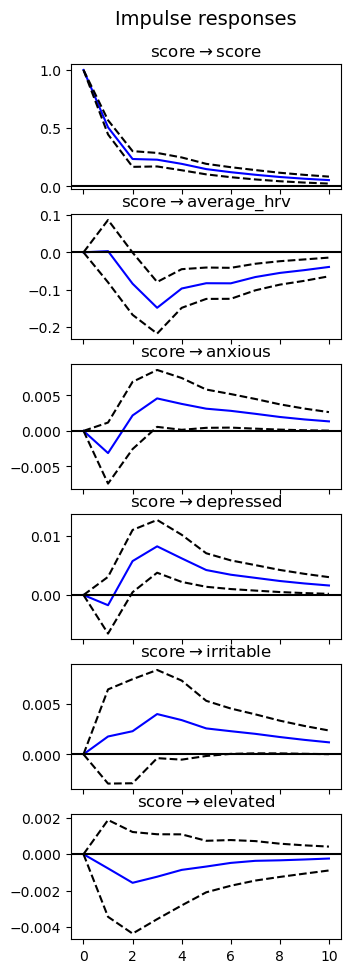 Impulse responses
score→score
1.0
0.5
0.0
score→average_hrv
0.1
0.0
−0.1
−0.2
score→anxious
0.005
0.000
−0.005
score→depressed
0.01
0.00
score→irritable
0.005
0.000
score→elevated
0.002
0.000
−0.002
−0.004
0 2 4 6 8 10